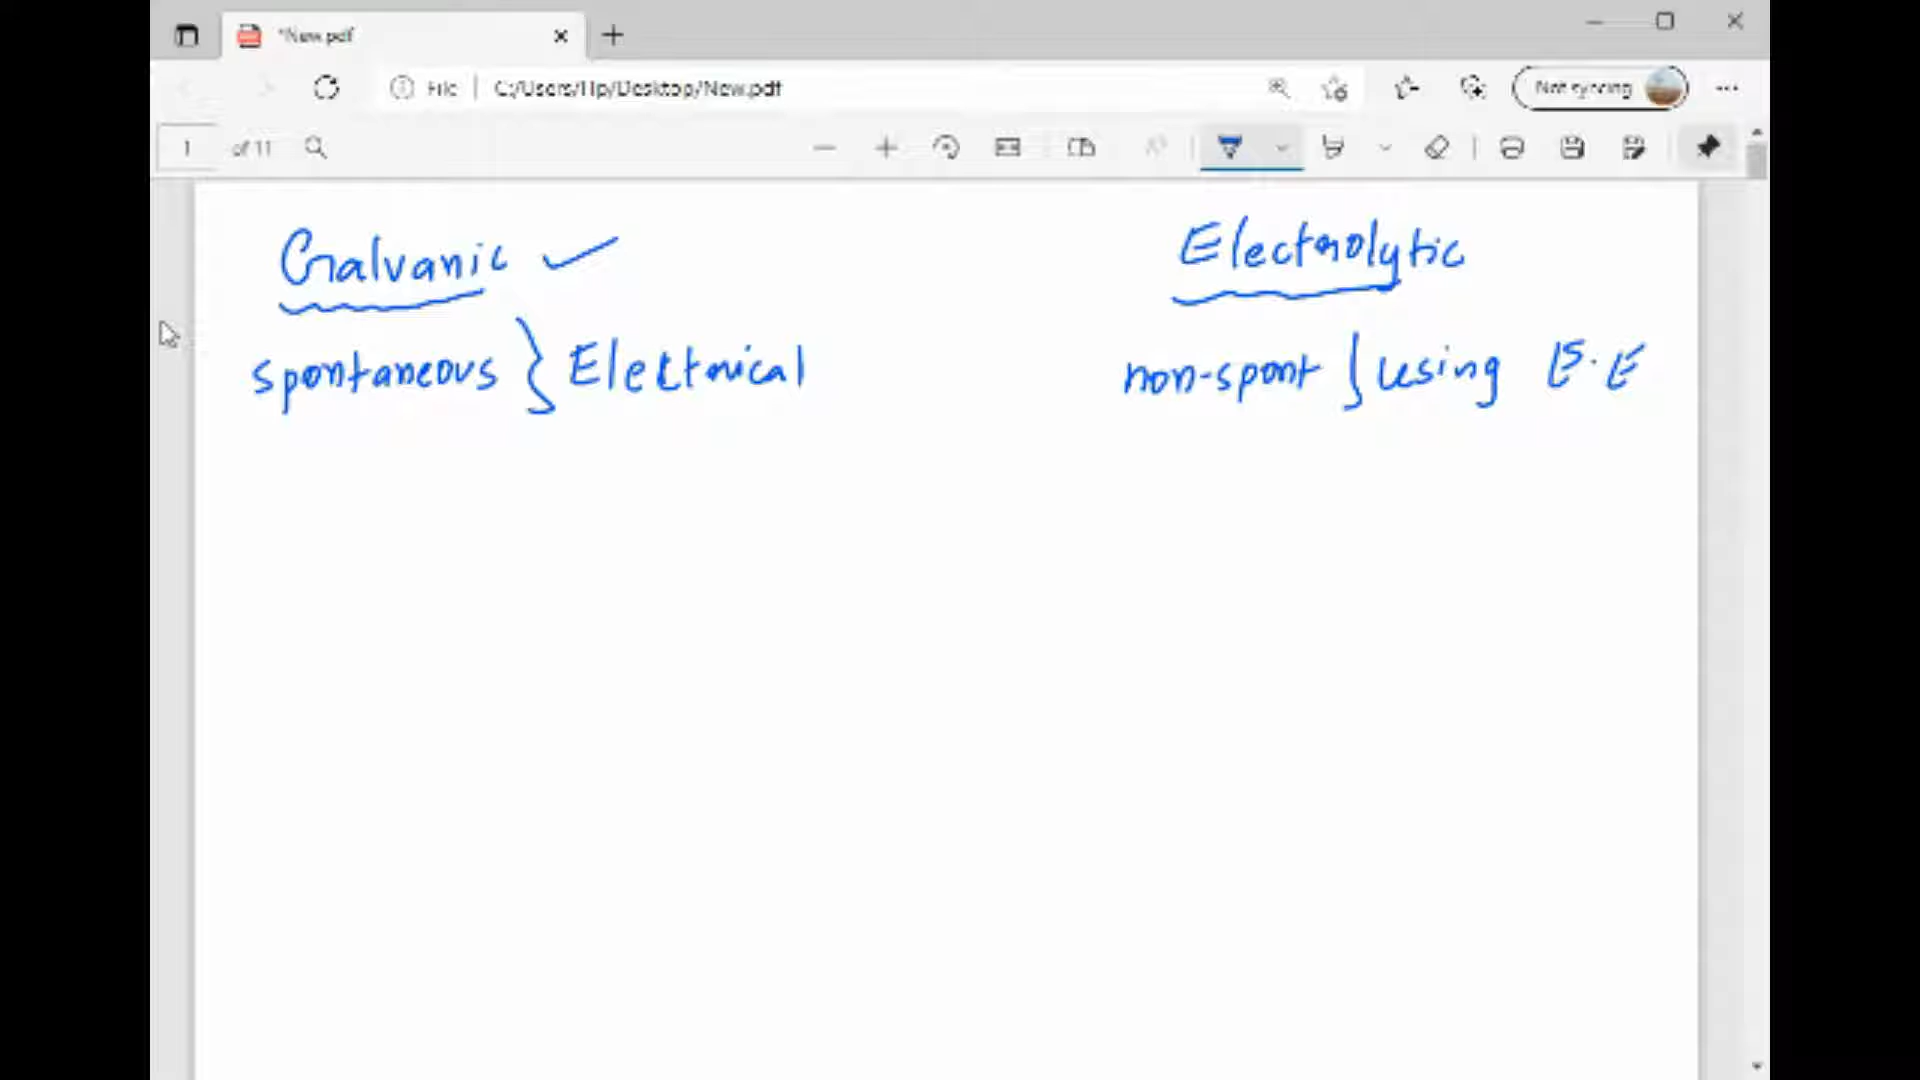 *New.pdf
File C:/Users/Hp/Desktop/New.pdf Not syncing
1 of 11
Galvanic Electrolytic
spontaneous } Electrical non-spont } using E.E